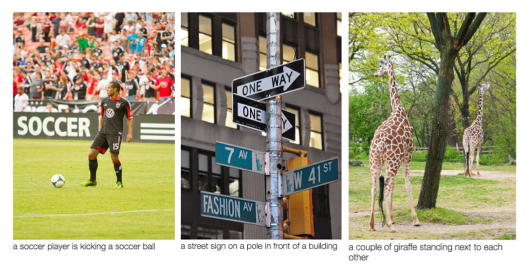 SOCCER
15
ONE WAY
ONE
7 AV
W 41 ST
FASHION AV
a soccer player is kicking a soccer ball
a street sign on a pole in front of a building
a couple of giraffe standing next to each
other